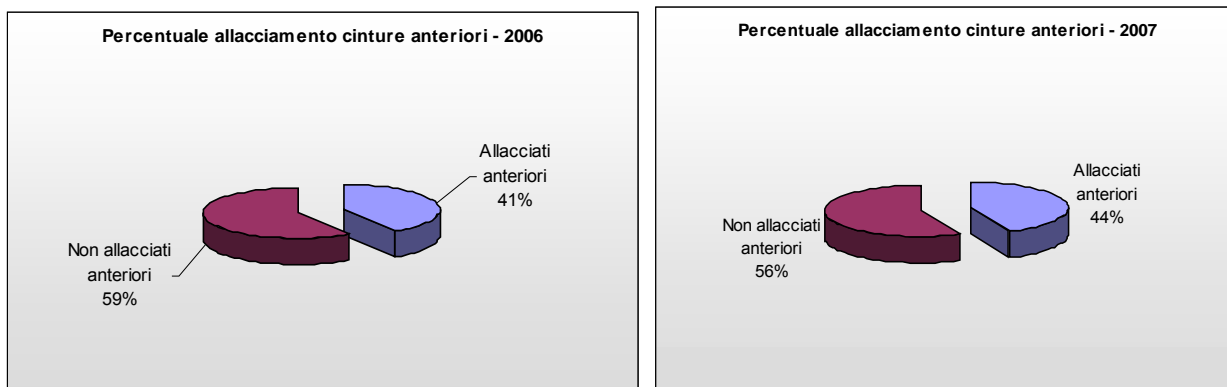 Percentuale allacciamento cinture anteriori - 2006
Allacciati
anteriori
41%
Non allacciati
anteriori
59%
Percentuale allacciamento cinture anteriori - 2007
Allacciati
anteriori
44%
Non allacciati
anteriori
56%